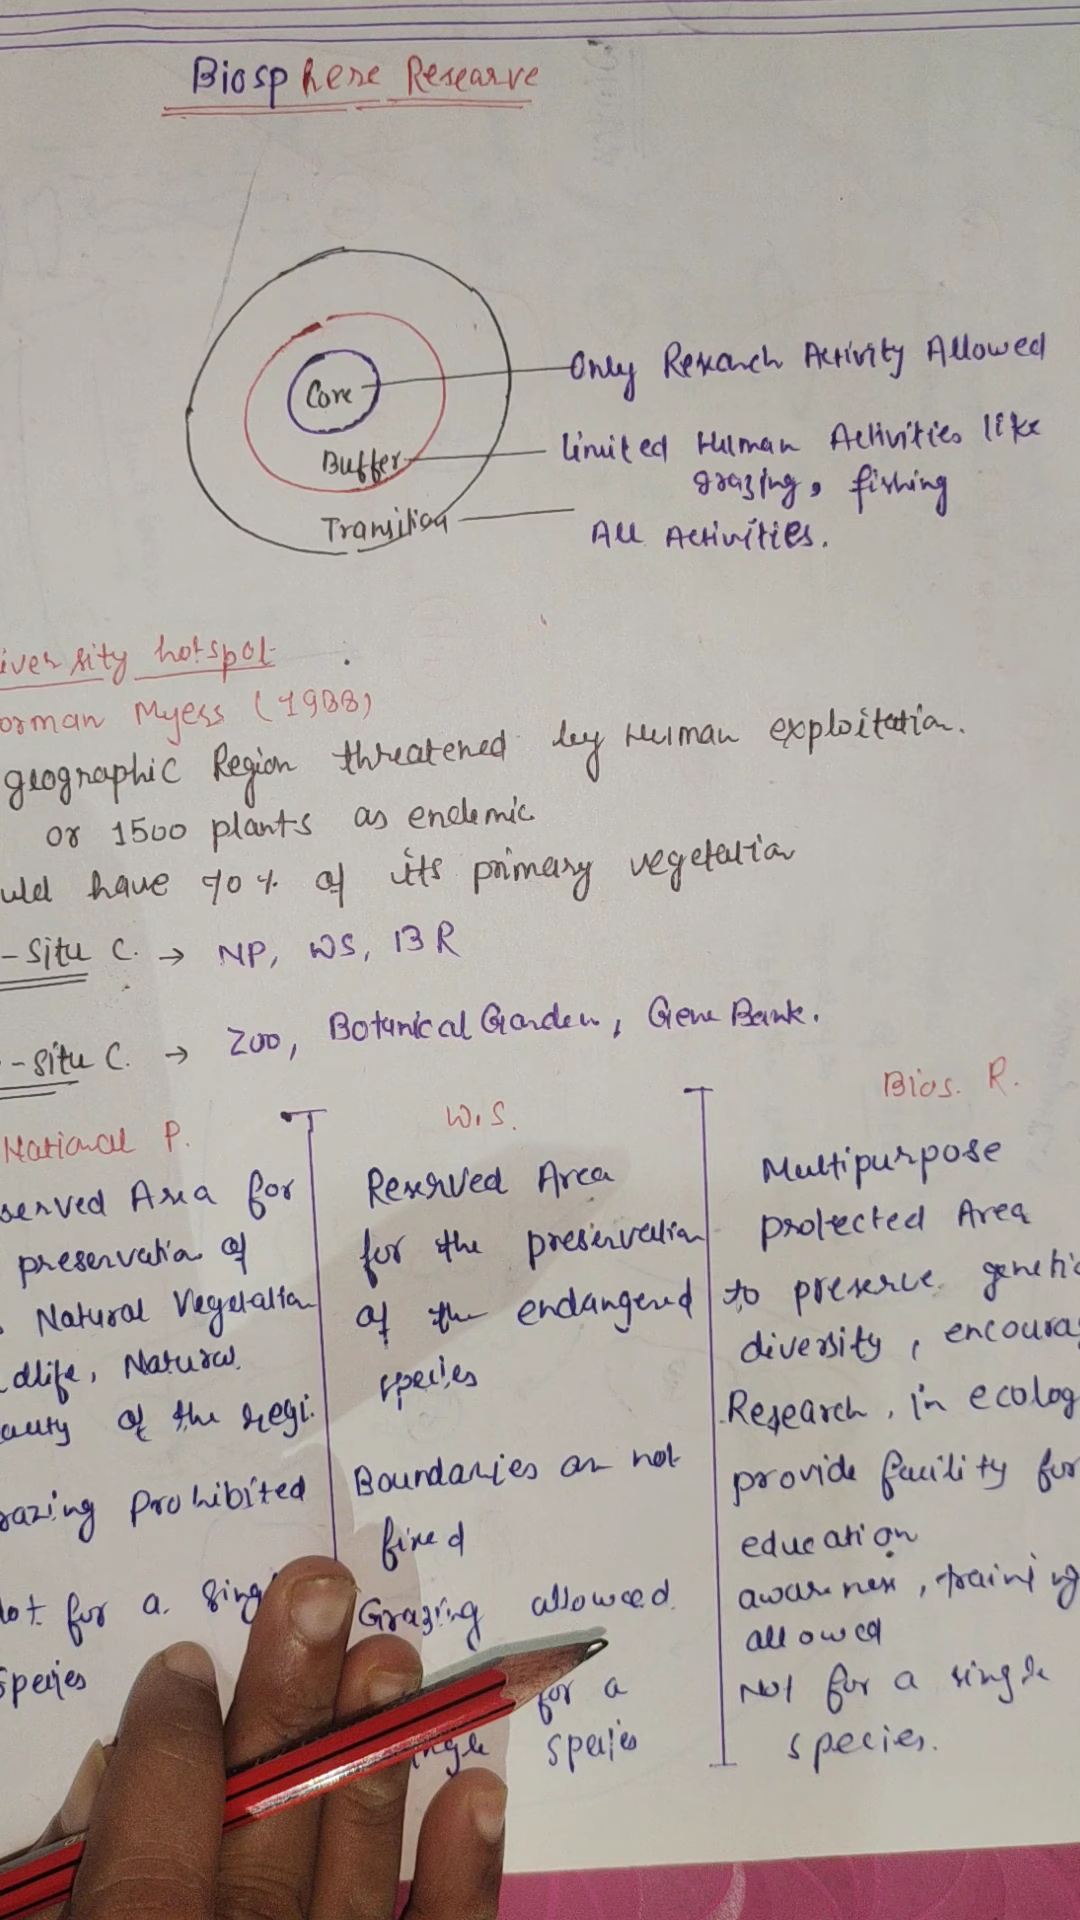 Biosphere Researve
Core
Buffer
Transition
Only Research Activity Allowed
Limited Human Activities like
grazing, fishing
All Activities.
iversity hotspot
orman Myess (1988)
geographic Region threatened by Human exploitation.
or 1500 plants as endemic
uld have 70% of its primary vegetation
-Situ C. → NP, WS, BR
-Situ C. → Zoo, Botanical Garden, Gene Bank.
National P.
served Area for
preservation of
Natural Vegetation
dlife, Natural
auty of the regi.
razing Prohibited
ot for a singl
Species
W.S.
Reserved Area
for the preservation
of the endangered
species
Boundaries are not
fixed
Grazing allowed.
for a
ingle species
Bios. R.
Multipurpose
protected Area
to preserve genetic
diversity, encoura
Research, in ecolog
provide facility for
education
awareness, training
allowed
Not for a single
species.